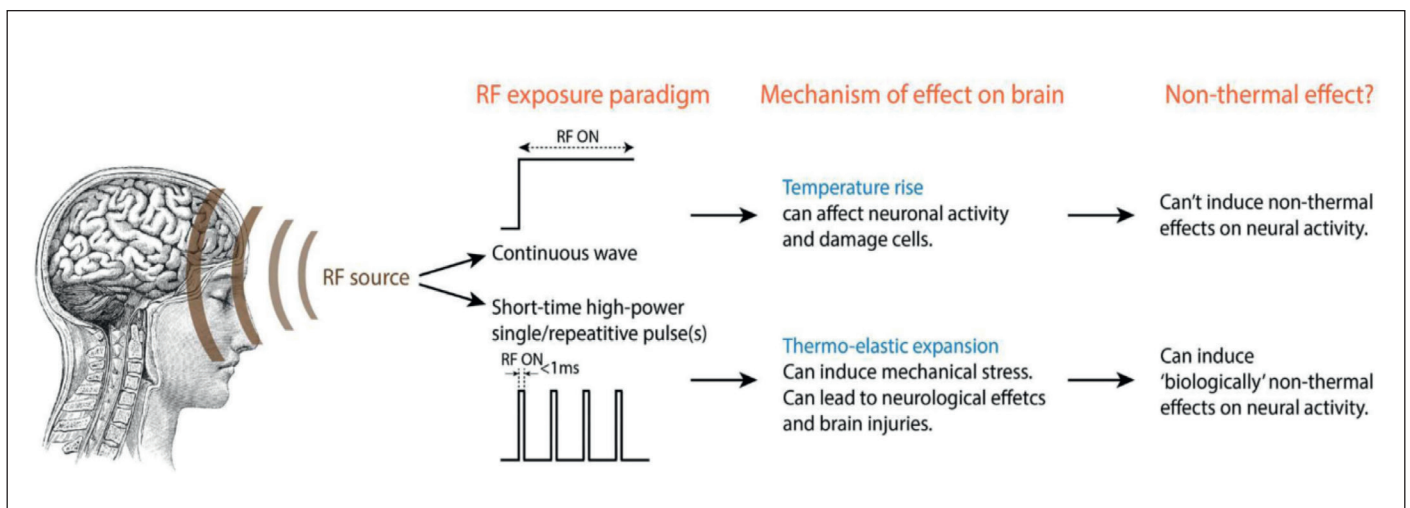 RF exposure paradigm
Mechanism of effect on brain
Non-thermal effect?
RF source
RF ON
Continuous wave
Temperature rise
can affect neuronal activity
and damage cells.
Can't induce non-thermal
effects on neural activity.
Short-time high-power
single/repeatitive pulse(s)
RF ON
<1ms
Thermo-elastic expansion
Can induce mechanical stress.
Can lead to neurological effetcs
and brain injuries.
Can induce
‘biologically’ non-thermal
effects on neural activity.